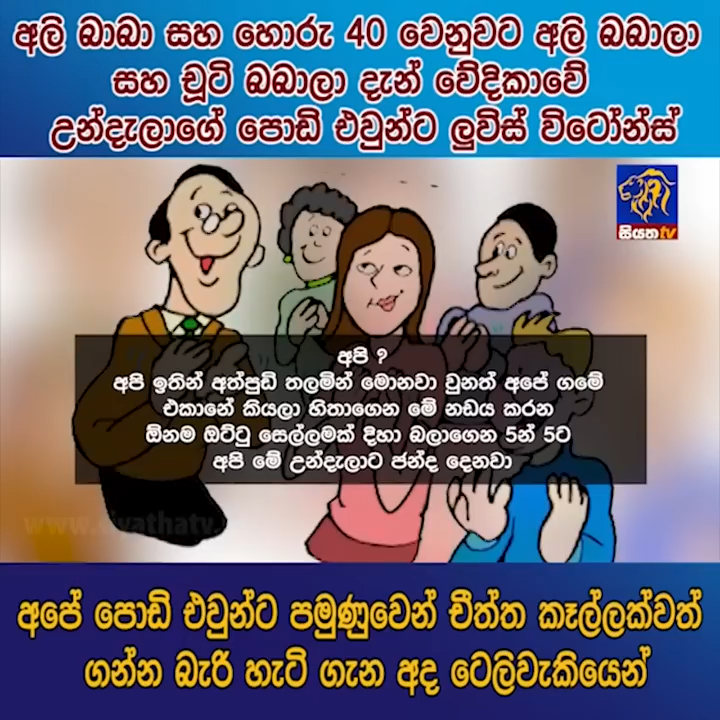 අලි බාබා සහ හොරු 40 වෙනුවට අලි බබාලා
සහ චූටි බබාලා දැන් වේදිකාවේ
උන්දැලාගේ පොඩි එවුන්ට ලුවිස් විටෝන්ස්
සියත tv
අපි ?
අපි ඉතින් අත්පුඩි තලමින් මොනවා වුනත් අපේ ගමේ
එකානේ කියලා හිතාගෙන මේ නඩය කරන
ඕනම ඔට්ටු සෙල්ලමක් දිහා බලාගෙන 5න් 5ට
අපි මේ උන්දැලාට ඡන්ද දෙනවා
අපේ පොඩි එවුන්ට පමුණුවෙන් චීත්ත කෑල්ලක්වත්
ගන්න බැරි හැටි ගැන අද ටෙලිවැකියෙන්